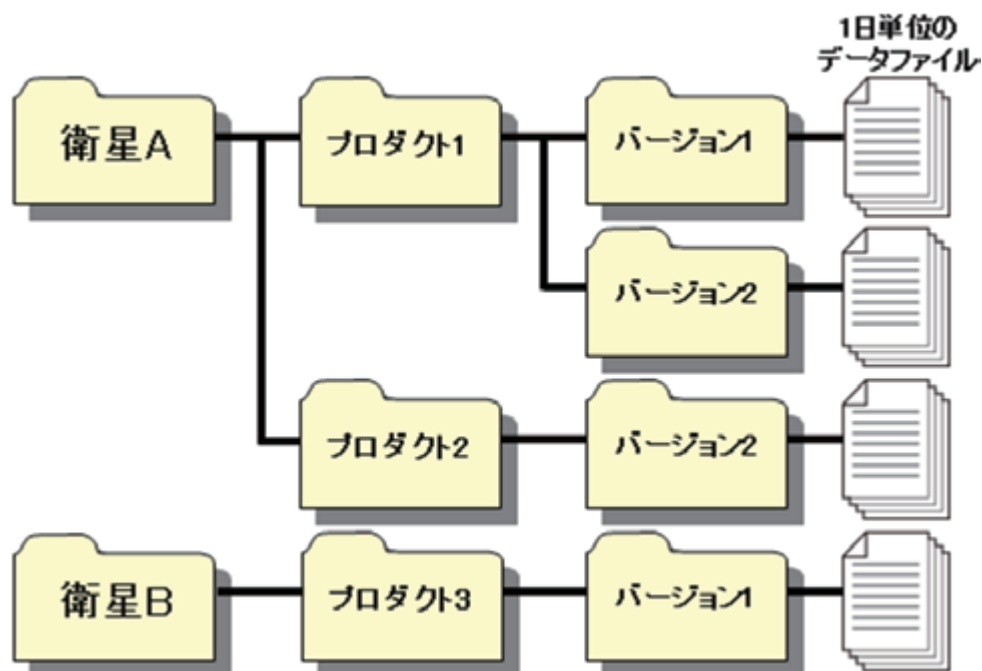 1日単位の
データファイル
衛星A
プロダクト1
バージョン1
バージョン2
プロダクト2
バージョン2
衛星B
プロダクト3
バージョン1